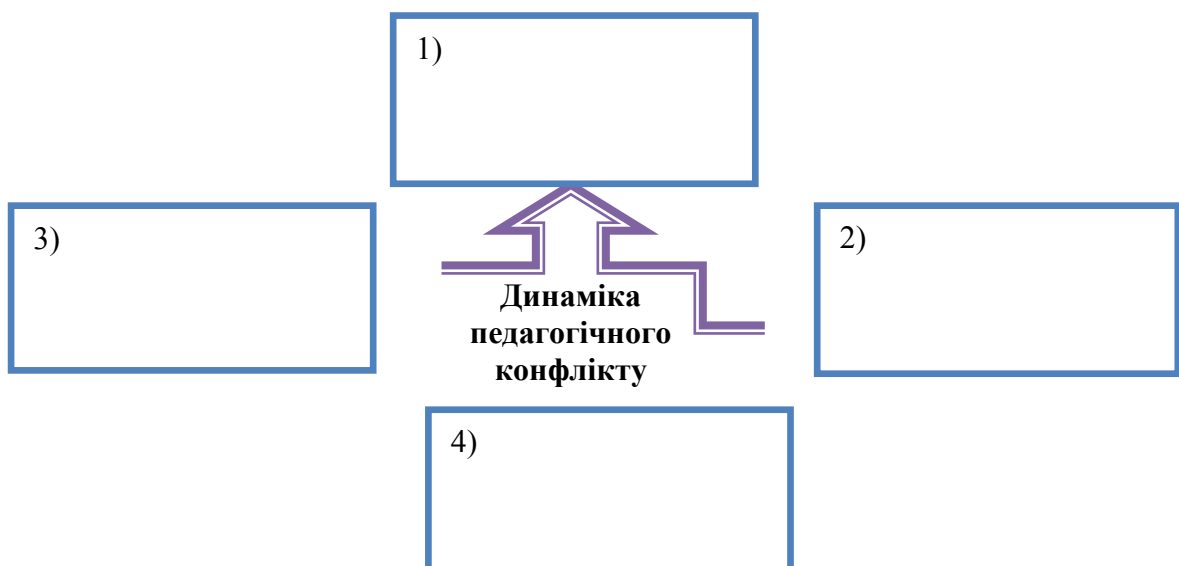 1)
3)
2)
Динаміка
педагогічного
конфлікту
4)